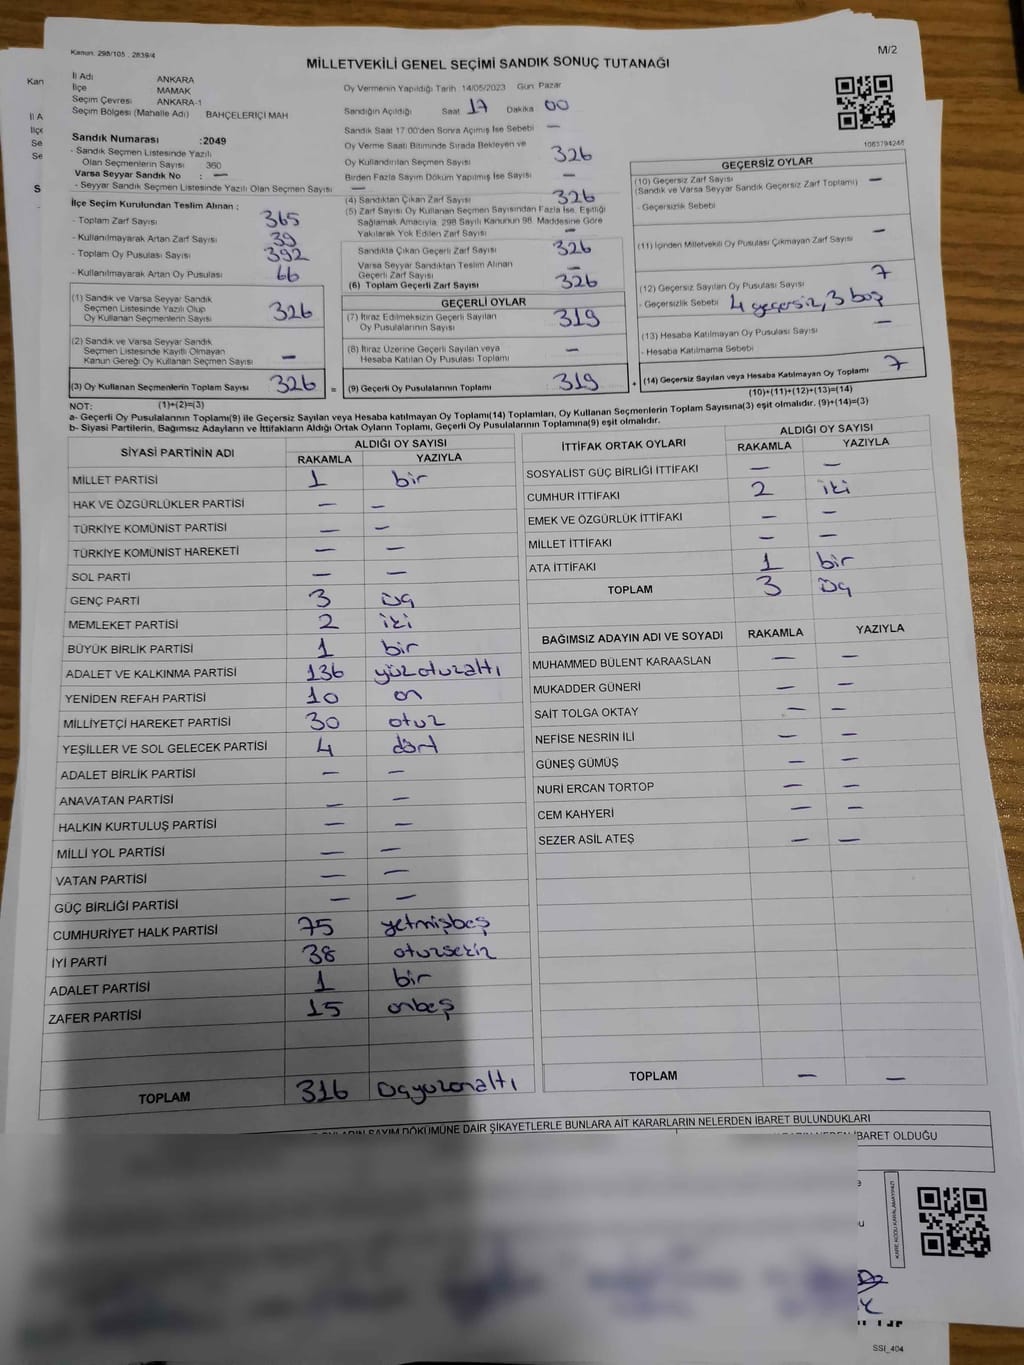 Kanun: 298/105 , 2839/4
M/2
MİLLETVEKİLİ GENEL SEÇİMİ SANDIK SONUÇ TUTANAĞI
İl Adı ANKARA
İlçe MAMAK
Seçim Çevresi ANKARA-1
Seçim Bölgesi (Mahalle Adı) BAHÇELERİÇİ MAH
Oy Vermenin Yapıldığı Tarih: 14/05/2023 Gün: Pazar
Sandığın Açıldığı Saat 17 Dakika 00
Sandık Saat 17:00'den Sonra Açılmış İse Sebebi —
Oy Verme Saati Bitiminde Sırada Bekleyen ve
Oy Kullandırılan Seçmen Sayısı 326
Birden Fazla Sayım Döküm Yapılmış İse Sayısı —
1063794246
Sandık Numarası :2049
- Sandık Seçmen Listesinde Yazılı
Olan Seçmenlerin Sayısı 360
Varsa Seyyar Sandık No : —
- Seyyar Sandık Seçmen Listesinde Yazılı Olan Seçmen Sayısı —
İlçe Seçim Kurulundan Teslim Alınan :
- Toplam Zarf Sayısı 365
- Kullanılmayarak Artan Zarf Sayısı 39
- Toplam Oy Pusulası Sayısı 392
- Kullanılmayarak Artan Oy Pusulası 66
(1) Sandık ve Varsa Seyyar Sandık
Seçmen Listesinde Yazılı Olup
Oy Kullanan Seçmenlerin Sayısı 326
(2) Sandık ve Varsa Seyyar Sandık
Seçmen Listesinde Kayıtlı Olmayan
Kanun Gereği Oy Kullanan Seçmen Sayısı —
(3) Oy Kullanan Seçmenlerin Toplam Sayısı 326 =
(4) Sandıktan Çıkan Zarf Sayısı 326
(5) Zarf Sayısı Oy Kullanan Seçmen Sayısından Fazla İse, Eşitliği
Sağlamak Amacıyla, 298 Sayılı Kanunun 98. Maddesine Göre
Yakılarak Yok Edilen Zarf Sayısı —
Sandıkta Çıkan Geçerli Zarf Sayısı 326
Varsa Seyyar Sandıktan Teslim Alınan
Geçerli Zarf Sayısı —
(6) Toplam Geçerli Zarf Sayısı 326
GEÇERLİ OYLAR
(7) İtiraz Edilmeksizin Geçerli Sayılan
Oy Pusulalarının Sayısı 319
(8) İtiraz Üzerine Geçerli Sayılan veya
Hesaba Katılan Oy Pusulası Toplamı —
(9) Geçerli Oy Pusulalarının Toplamı 319 +
GEÇERSİZ OYLAR
(10) Geçersiz Zarf Sayısı —
(Sandık ve Varsa Seyyar Sandık Geçersiz Zarf Toplamı)
- Geçersizlik Sebebi
(11) İçinden Milletvekili Oy Pusulası Çıkmayan Zarf Sayısı —
(12) Geçersiz Sayılan Oy Pusulası Sayısı 7
- Geçersizlik Sebebi 4 geçersiz, 3 boş
(13) Hesaba Katılmayan Oy Pusulası Sayısı —
- Hesaba Katılmama Sebebi
(14) Geçersiz Sayılan veya Hesaba Katılmayan Oy Toplamı 7
NOT: (1)+(2)=(3)
(10)+(11)+(12)+(13)=(14)
a- Geçerli Oy Pusulalarının Toplamı(9) ile Geçersiz Sayılan veya Hesaba katılmayan Oy Toplamı(14) Toplamları, Oy Kullanan Seçmenlerin Toplam Sayısına(3) eşit olmalıdır. (9)+(14)=(3)
b- Siyasi Partilerin, Bağımsız Adayların ve İttifakların Aldığı Ortak Oyların Toplamı, Geçerli Oy Pusulalarının Toplamına(9) eşit olmalıdır.
SİYASİ PARTİNİN ADI ALDIĞI OY SAYISI
RAKAMLA YAZIYLA
MİLLET PARTİSİ 1 bir
HAK VE ÖZGÜRLÜKLER PARTİSİ — —
TÜRKİYE KOMÜNİST PARTİSİ — —
TÜRKİYE KOMÜNİST HAREKETİ — —
SOL PARTİ — —
GENÇ PARTİ 3 üç
MEMLEKET PARTİSİ 2 iki
BÜYÜK BİRLİK PARTİSİ 1 bir
ADALET VE KALKINMA PARTİSİ 136 yüzotuzaltı
YENİDEN REFAH PARTİSİ 10 on
MİLLİYETÇİ HAREKET PARTİSİ 30 otuz
YEŞİLLER VE SOL GELECEK PARTİSİ 4 dört
ADALET BİRLİK PARTİSİ — —
ANAVATAN PARTİSİ — —
HALKIN KURTULUŞ PARTİSİ — —
MİLLİ YOL PARTİSİ — —
VATAN PARTİSİ — —
GÜÇ BİRLİĞİ PARTİSİ — —
CUMHURİYET HALK PARTİSİ 75 yetmişbeş
İYİ PARTİ 38 otuzsekiz
ADALET PARTİSİ 1 bir
ZAFER PARTİSİ 15 onbeş
TOPLAM 316 üçyüzonaltı
İTTİFAK ORTAK OYLARI ALDIĞI OY SAYISI
RAKAMLA YAZIYLA
SOSYALİST GÜÇ BİRLİĞİ İTTİFAKI — —
CUMHUR İTTİFAKI 2 iki
EMEK VE ÖZGÜRLÜK İTTİFAKI — —
MİLLET İTTİFAKI — —
ATA İTTİFAKI 1 bir
TOPLAM 3 üç
BAĞIMSIZ ADAYIN ADI VE SOYADI RAKAMLA YAZIYLA
MUHAMMED BÜLENT KARAASLAN — —
MUKADDER GÜNERİ — —
SAİT TOLGA OKTAY — —
NEFİSE NESRİN İLİ — —
GÜNEŞ GÜMÜŞ — —
NURİ ERCAN TORTOP — —
CEM KAHYERİ — —
SEZER ASİL ATEŞ — —
TOPLAM — —
OYLARIN SAYIM DÖKÜMÜNE DAİR ŞİKAYETLERLE BUNLARA AİT KARARLARIN NELERDEN İBARET BULUNDUKLARI
İBARET OLDUĞU
SSI_404